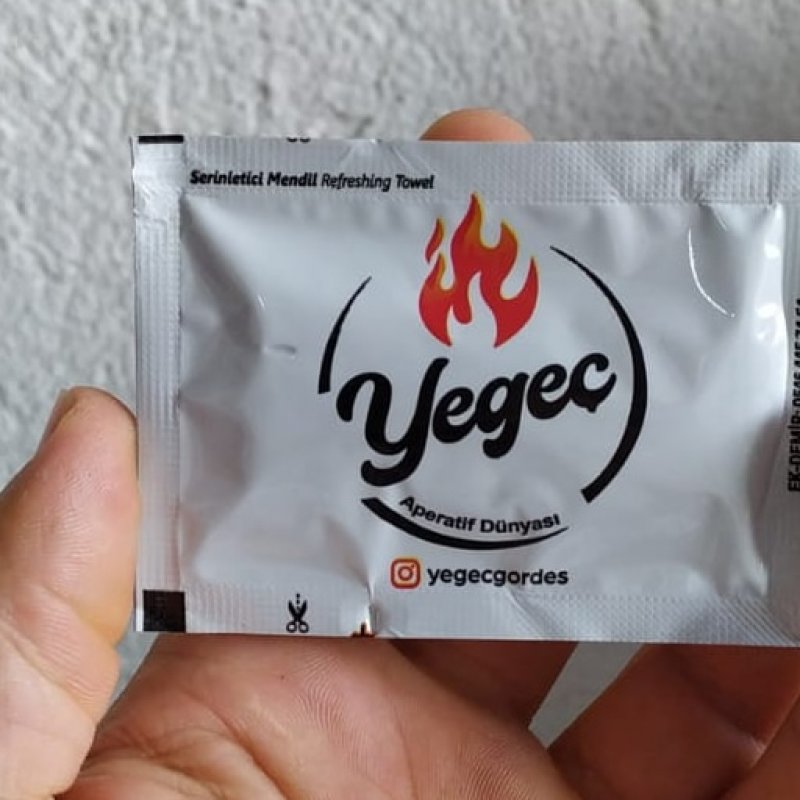 Serinletici Mendil Refreshing Towel
Yegeç
Aperatif Dünyası
yegecgordes